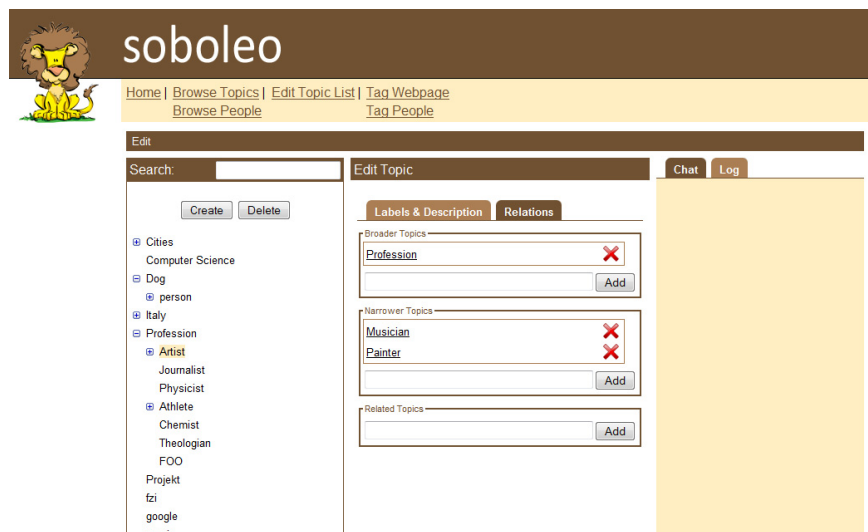 soboleo
Home | Browse Topics | Edit Topic List | Tag Webpage
Browse People Tag People
Edit
Search:
Create Delete
Cities
Computer Science
Dog
person
Italy
Profession
Artist
Journalist
Physicist
Athlete
Chemist
Theologian
FOO
Projekt
fzi
google
Edit Topic
Labels & Description Relations
Broader Topics
Profession
Add
Narrower Topics
Musician
Painter
Add
Related Topics
Add
Chat Log